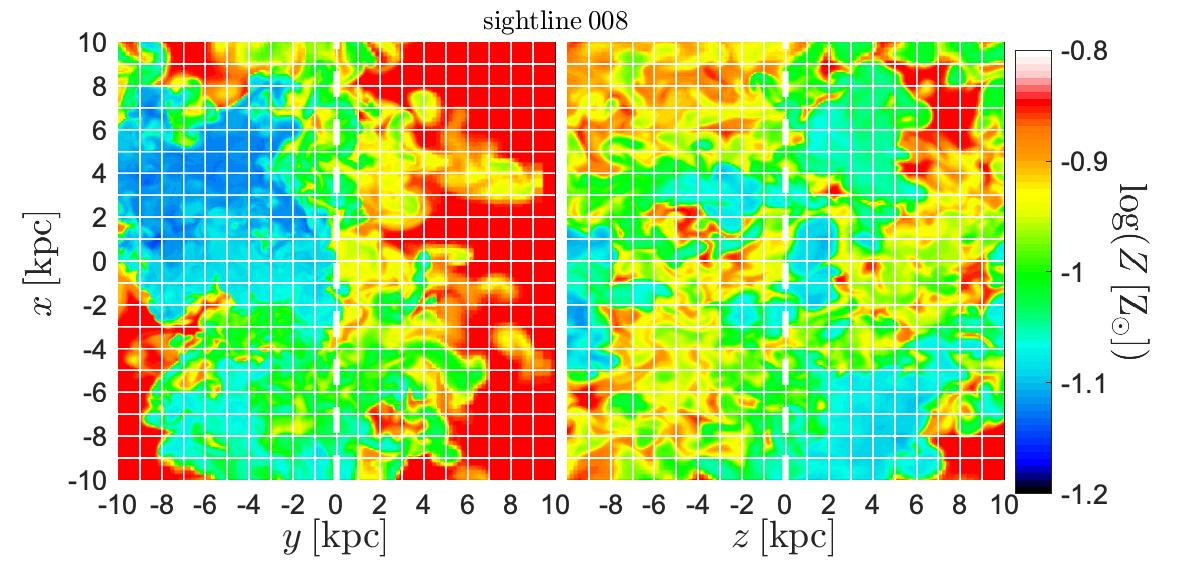 sightline 008
10
8
6
4
2
0
-2
-4
-6
-8
-10
x [kpc]
-10 -8 -6 -4 -2 0 2 4 6 8 10
y [kpc]
-8 -6 -4 -2 0 2 4 6 8 10
z [kpc]
-0.8
-0.9
-1
-1.1
-1.2
log(Z [Z⊙])